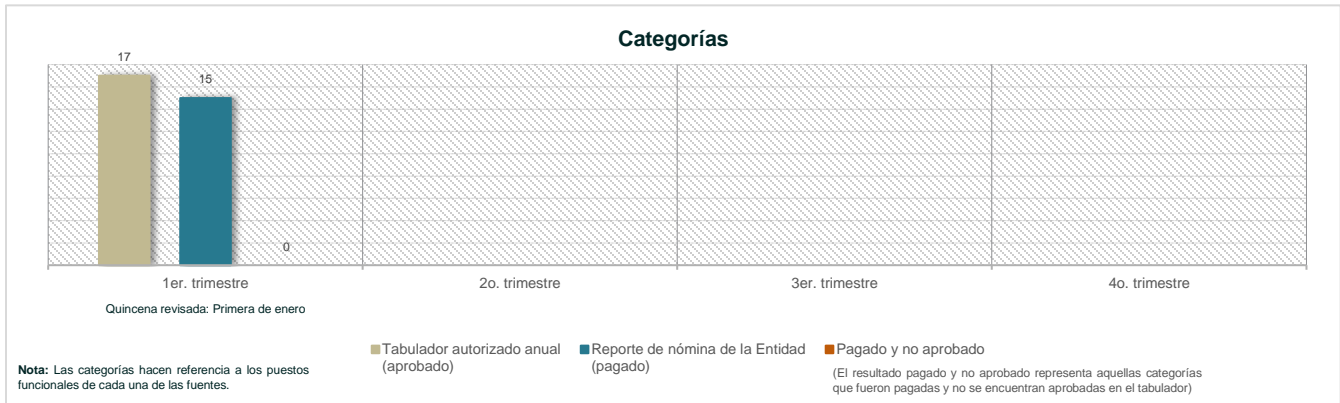 Categorías
17
15
0
1er. trimestre
2o. trimestre
3er. trimestre
4o. trimestre
Quincena revisada: Primera de enero
Tabulador autorizado anual
(aprobado)
Reporte de nómina de la Entidad
(pagado)
Pagado y no aprobado
(El resultado pagado y no aprobado representa aquellas categorías
que fueron pagadas y no se encuentran aprobadas en el tabulador)
Nota: Las categorías hacen referencia a los puestos
funcionales de cada una de las fuentes.